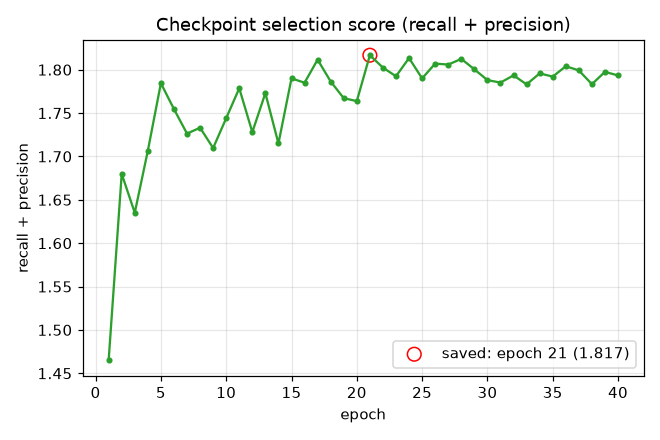 Checkpoint selection score (recall + precision)
recall + precision
1.80
1.75
1.70
1.65
1.60
1.55
1.50
1.45
saved: epoch 21 (1.817)
0 5 10 15 20 25 30 35 40
epoch